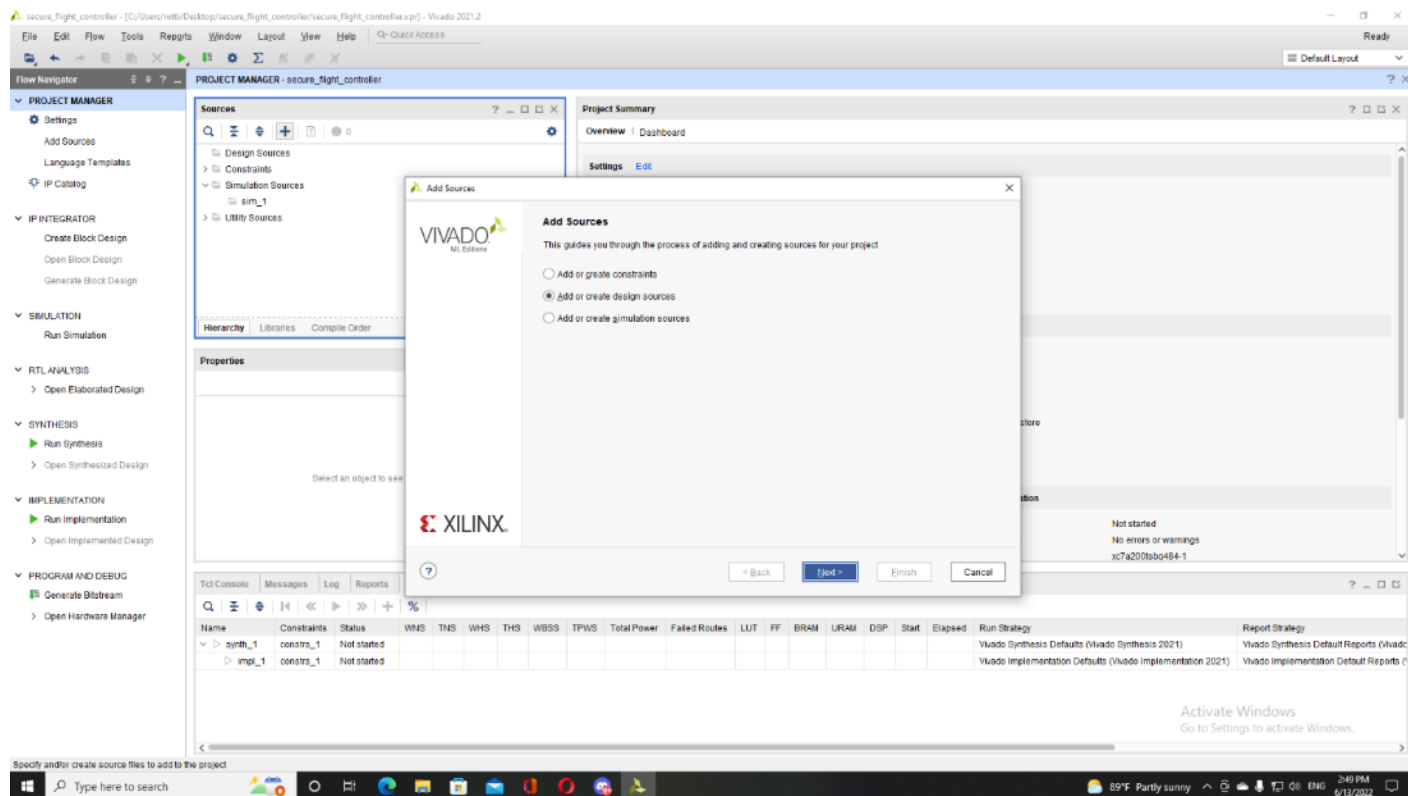 secure_flight_controller - [C:/Users/rotti/Desktop/secure_flight_controller/secure_flight_controller.xpr] - Vivado 2021.2
File Edit Flow Tools Reports Window Layout View Help Quick Access Ready
Default Layout
Flow Navigator PROJECT MANAGER - secure_flight_controller
PROJECT MANAGER
Settings
Add Sources
Language Templates
IP Catalog
IP INTEGRATOR
Create Block Design
Open Block Design
Generate Block Design
SIMULATION
Run Simulation
RTL ANALYSIS
Open Elaborated Design
SYNTHESIS
Run Synthesis
Open Synthesized Design
IMPLEMENTATION
Run Implementation
Open Implemented Design
PROGRAM AND DEBUG
Generate Bitstream
Open Hardware Manager
Sources
0
Design Sources
Constraints
Simulation Sources
sim_1
Utility Sources
Hierarchy Libraries Compile Order
Properties
Select an object to see
Project Summary
Overview | Dashboard
Settings Edit
store
ation
Not started
No errors or warnings
xc7a200tsbg484-1
Add Sources
VIVADO
ML Editions
Add Sources
This guides you through the process of adding and creating sources for your project
Add or create constraints
Add or create design sources
Add or create simulation sources
XILINX
? < Back Next > Finish Cancel
Tcl Console Messages Log Reports
Name Constraints Status WNS TNS WHS THS WBSS TPWS Total Power Failed Routes LUT FF BRAM URAM DSP Start Elapsed Run Strategy Report Strategy
synth_1 constrs_1 Not started Vivado Synthesis Defaults (Vivado Synthesis 2021) Vivado Synthesis Default Reports (Vivado
impl_1 constrs_1 Not started Vivado Implementation Defaults (Vivado Implementation 2021) Vivado Implementation Default Reports (
Activate Windows
Go to Settings to activate Windows.
Specify and/or create source files to add to the project
Type here to search 89°F Partly sunny ENG 2:49 PM
6/13/2022